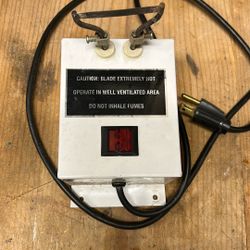 CAUTION: BLADE EXTREMELY HOT
OPERATE IN WELL VENTILATED AREA
DO NOT INHALE FUMES